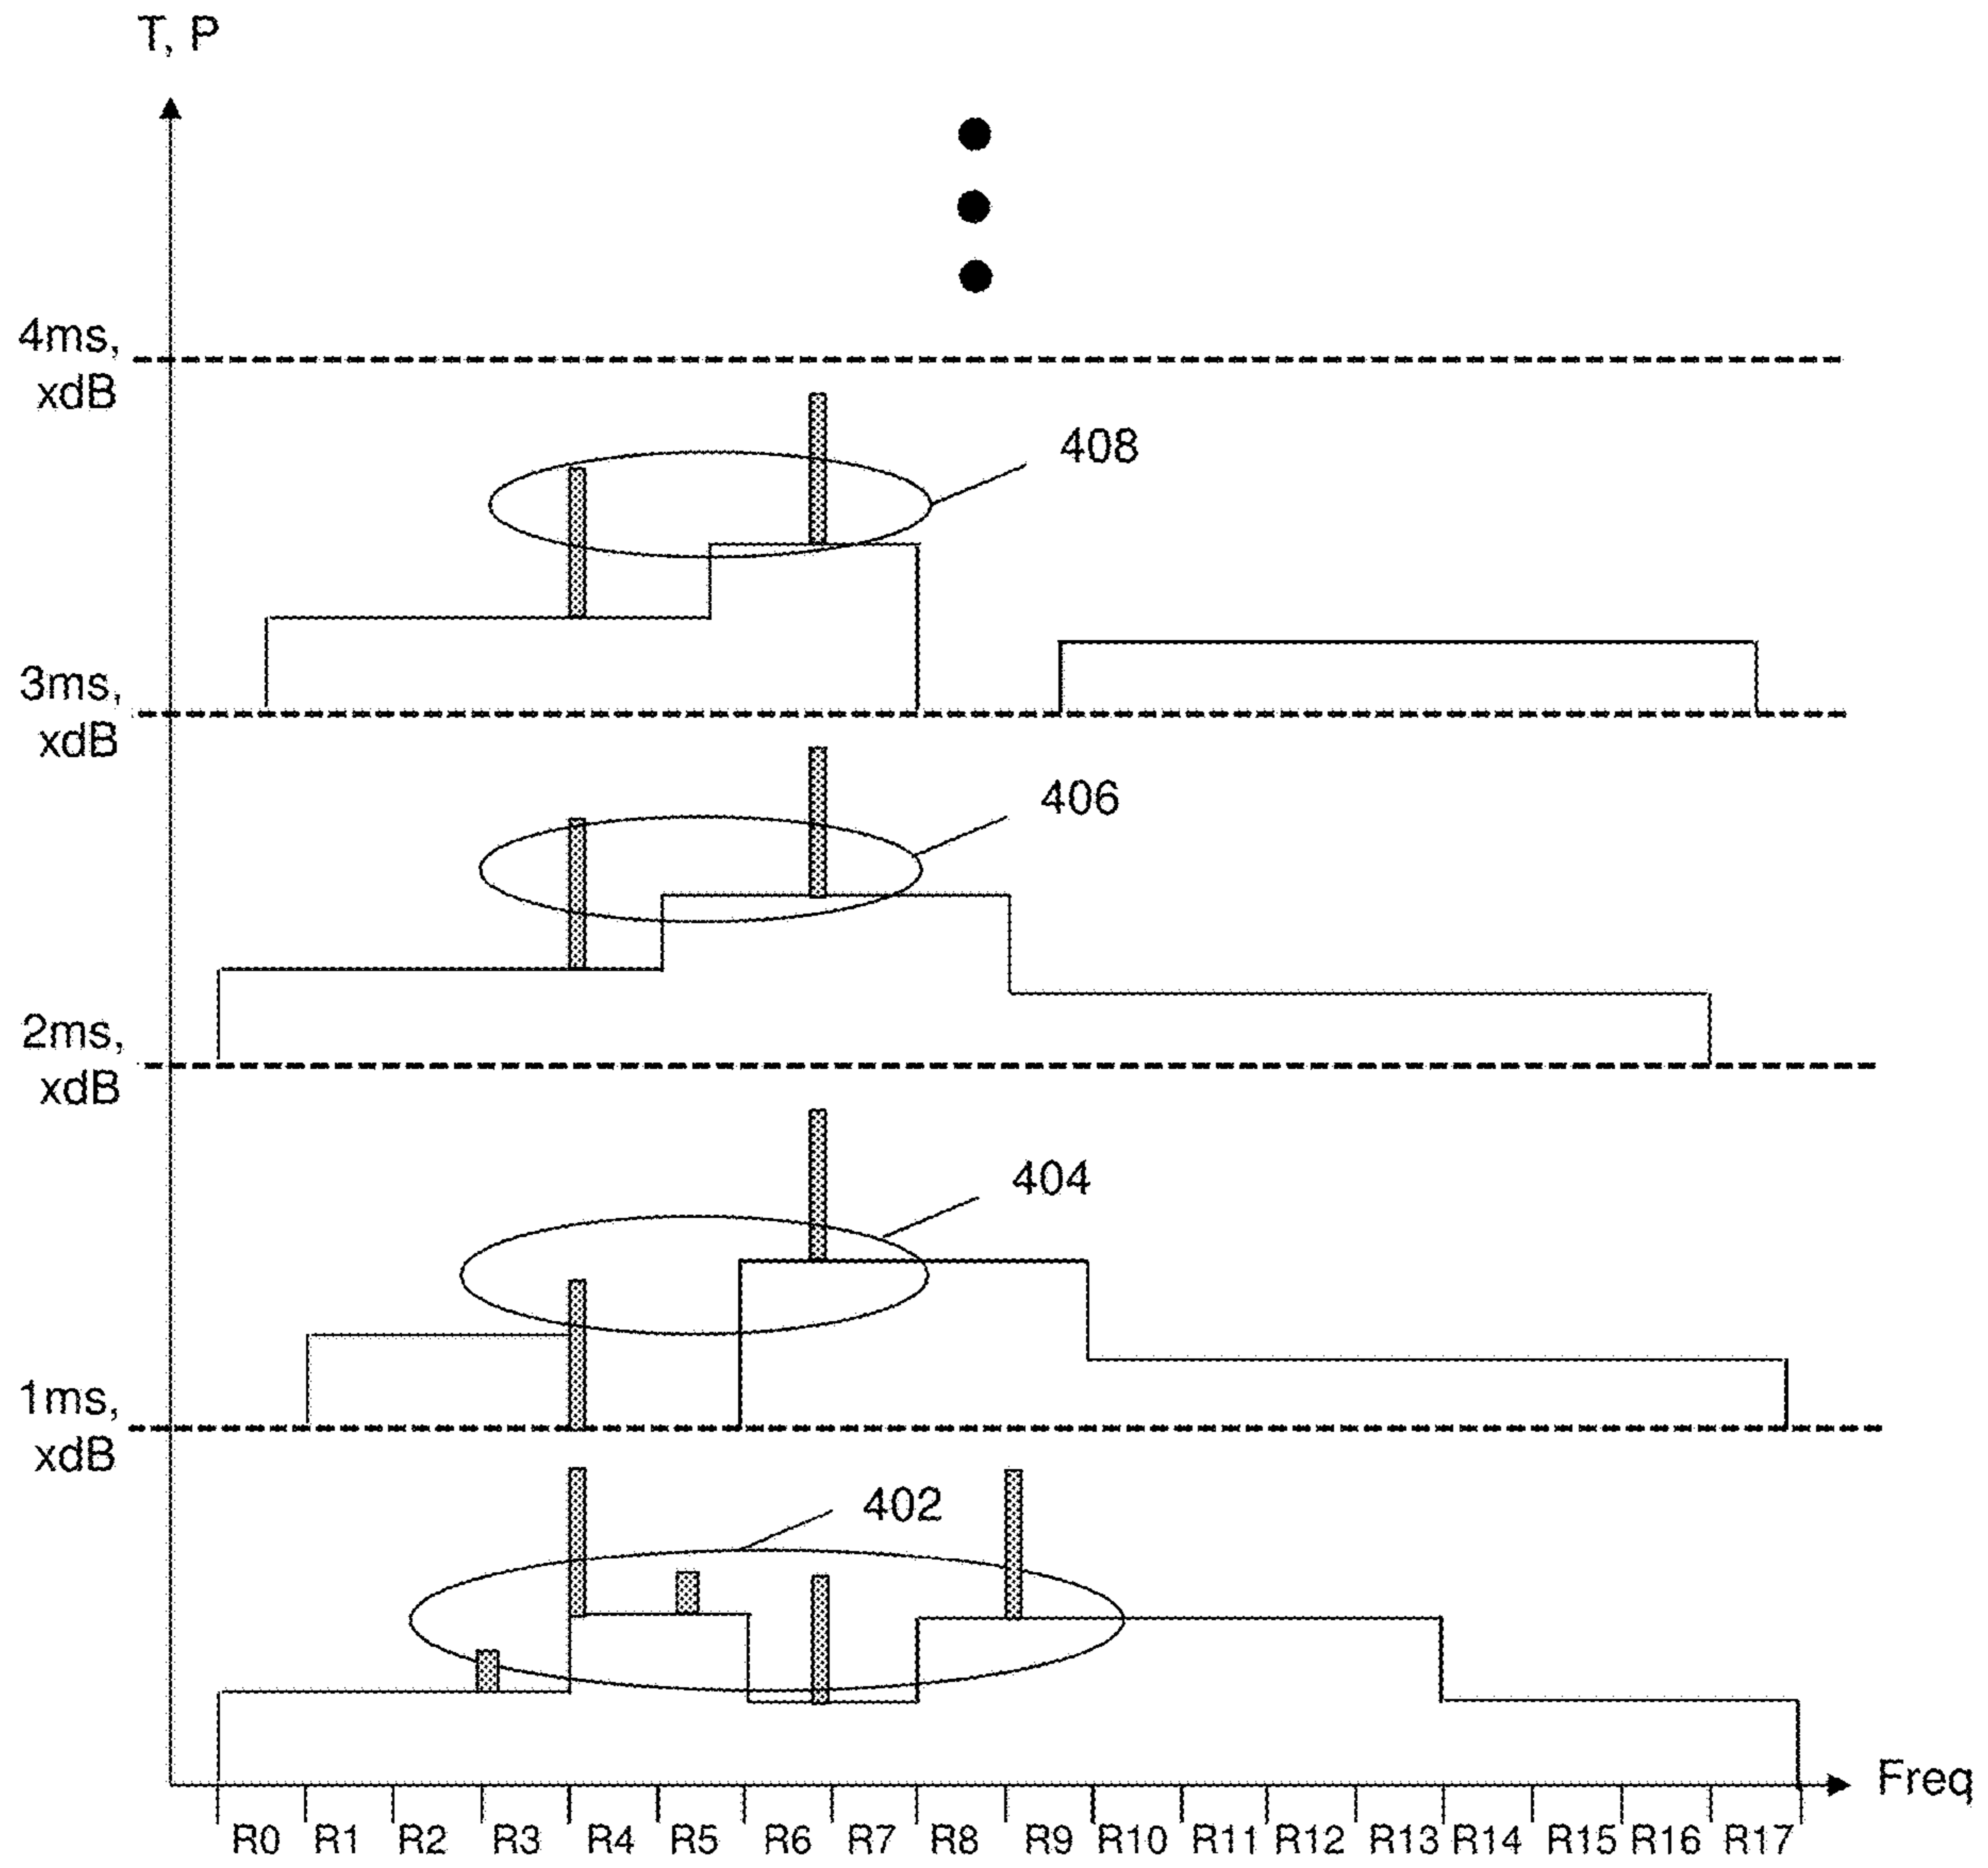 T, P
4ms,
xdB
408
3ms,
xdB
406
2ms,
xdB
404
1ms,
xdB
402
Freq
R0 R1 R2 R3 R4 R5 R6 R7 R8 R9 R10 R11 R12 R13 R14 R15 R16 R17